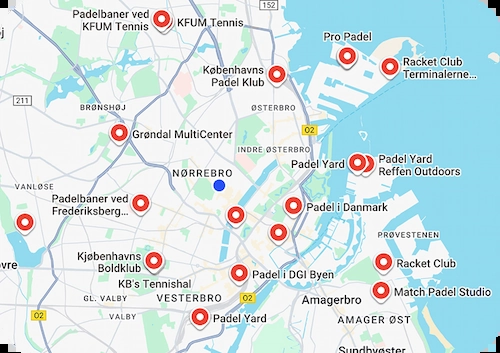 152
Padelbaner ved
KFUM Tennis
KFUM Tennis
Pro Padel
Københavns
Padel Klub
Racket Club
Terminalerne...
211
BRØNSHØJ
ØSTERBRO
O2
Grøndal MultiCenter
INDRE ØSTERBRO
NØRREBRO
Padel Yard
Padel Yard
Reffen Outdoors
VANLØSE
Padelbaner ved
Frederiksberg...
Padel i Danmark
PRØVESTENEN
Kjøbenhavns
Boldklub
Racket Club
KB's Tennishal
Padel i DGI Byen
GL. VALBY
VESTERBRO
O2
Amagerbro
Match Padel Studio
O2
VALBY
Padel Yard
AMAGER ØST
Sundbyøster